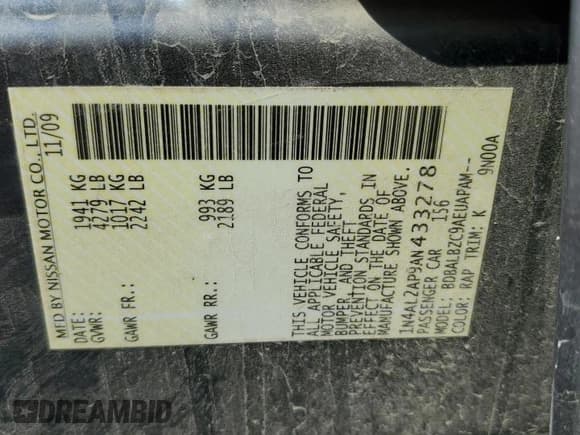 MFD BY NISSAN MOTOR CO., LTD.
DATE: 11/09
GVWR: 1941 KG
4279 LB
GAWR FR.: 1017 KG
2242 LB
GAWR RR.: 993 KG
2189 LB
THIS VEHICLE CONFORMS TO
ALL APPLICABLE FEDERAL
MOTOR VEHICLE SAFETY,
BUMPER, AND THEFT
PREVENTION STANDARDS IN
EFFECT ON THE DATE OF
MANUFACTURE SHOWN ABOVE.
1N4AL2AP9AN433278
PASSENGER CAR 156
MODEL: BDBALBZC9AEUAPAM--
COLOR: RAP TRIM: K 9N00A
DREAMBID